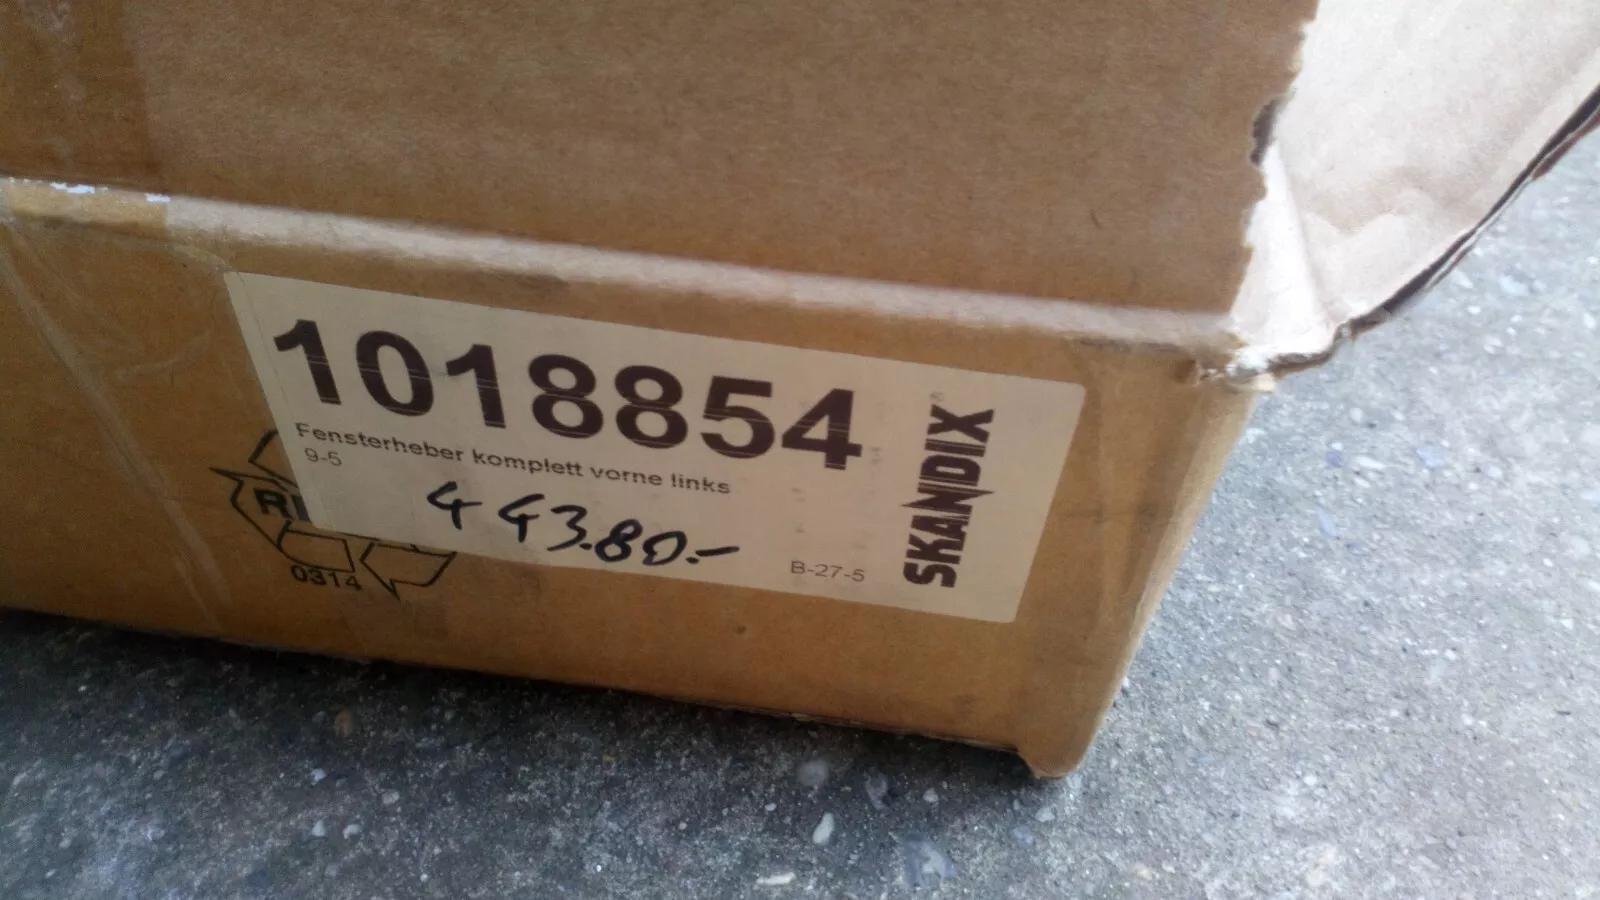 1018854
Fensterheber komplett vorne links
9-5
443.80.-
B-27-5
SKANDIX
0314